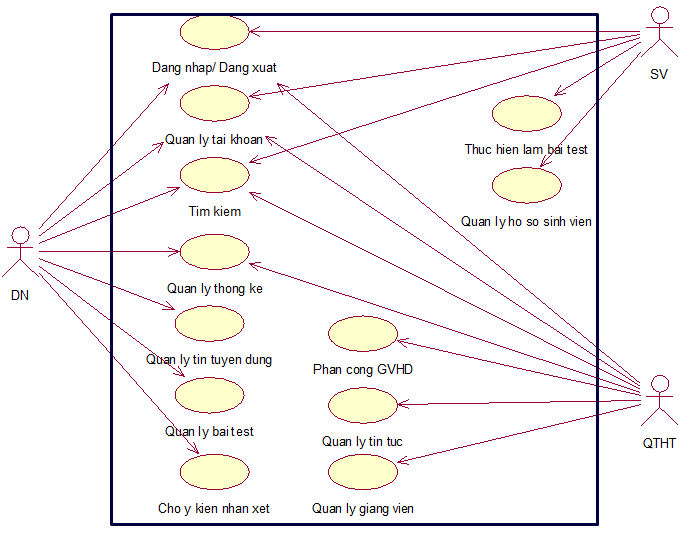 Dang nhap/ Dang xuat
SV
Quan ly tai khoan
Thuc hien lam bai test
Tim kiem
Quan ly ho so sinh vien
DN
Quan ly thong ke
Quan ly tin tuyen dung
Phan cong GVHD
Quan ly bai test
Quan ly tin tuc
QTHT
Cho y kien nhan xet
Quan ly giang vien